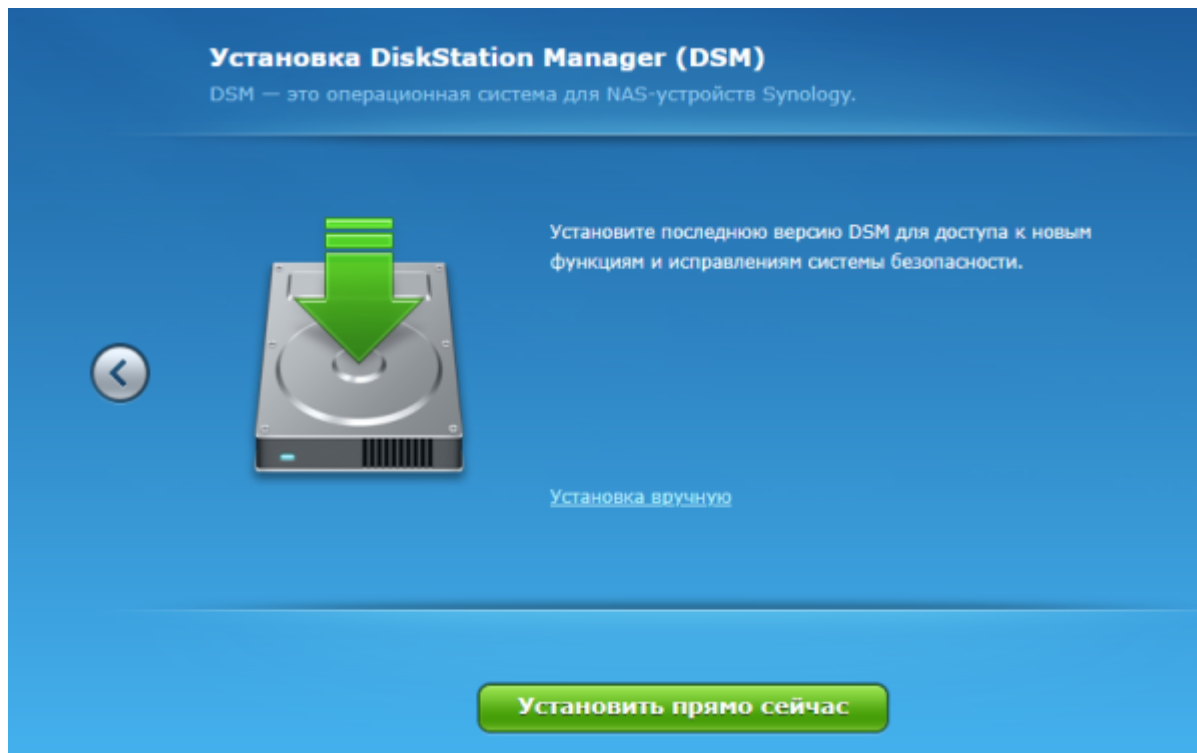 Установка DiskStation Manager (DSM)
DSM — это операционная система для NAS-устройств Synology.
Установите последнюю версию DSM для доступа к новым
функциям и исправлениям системы безопасности.
Установка вручную
Установить прямо сейчас